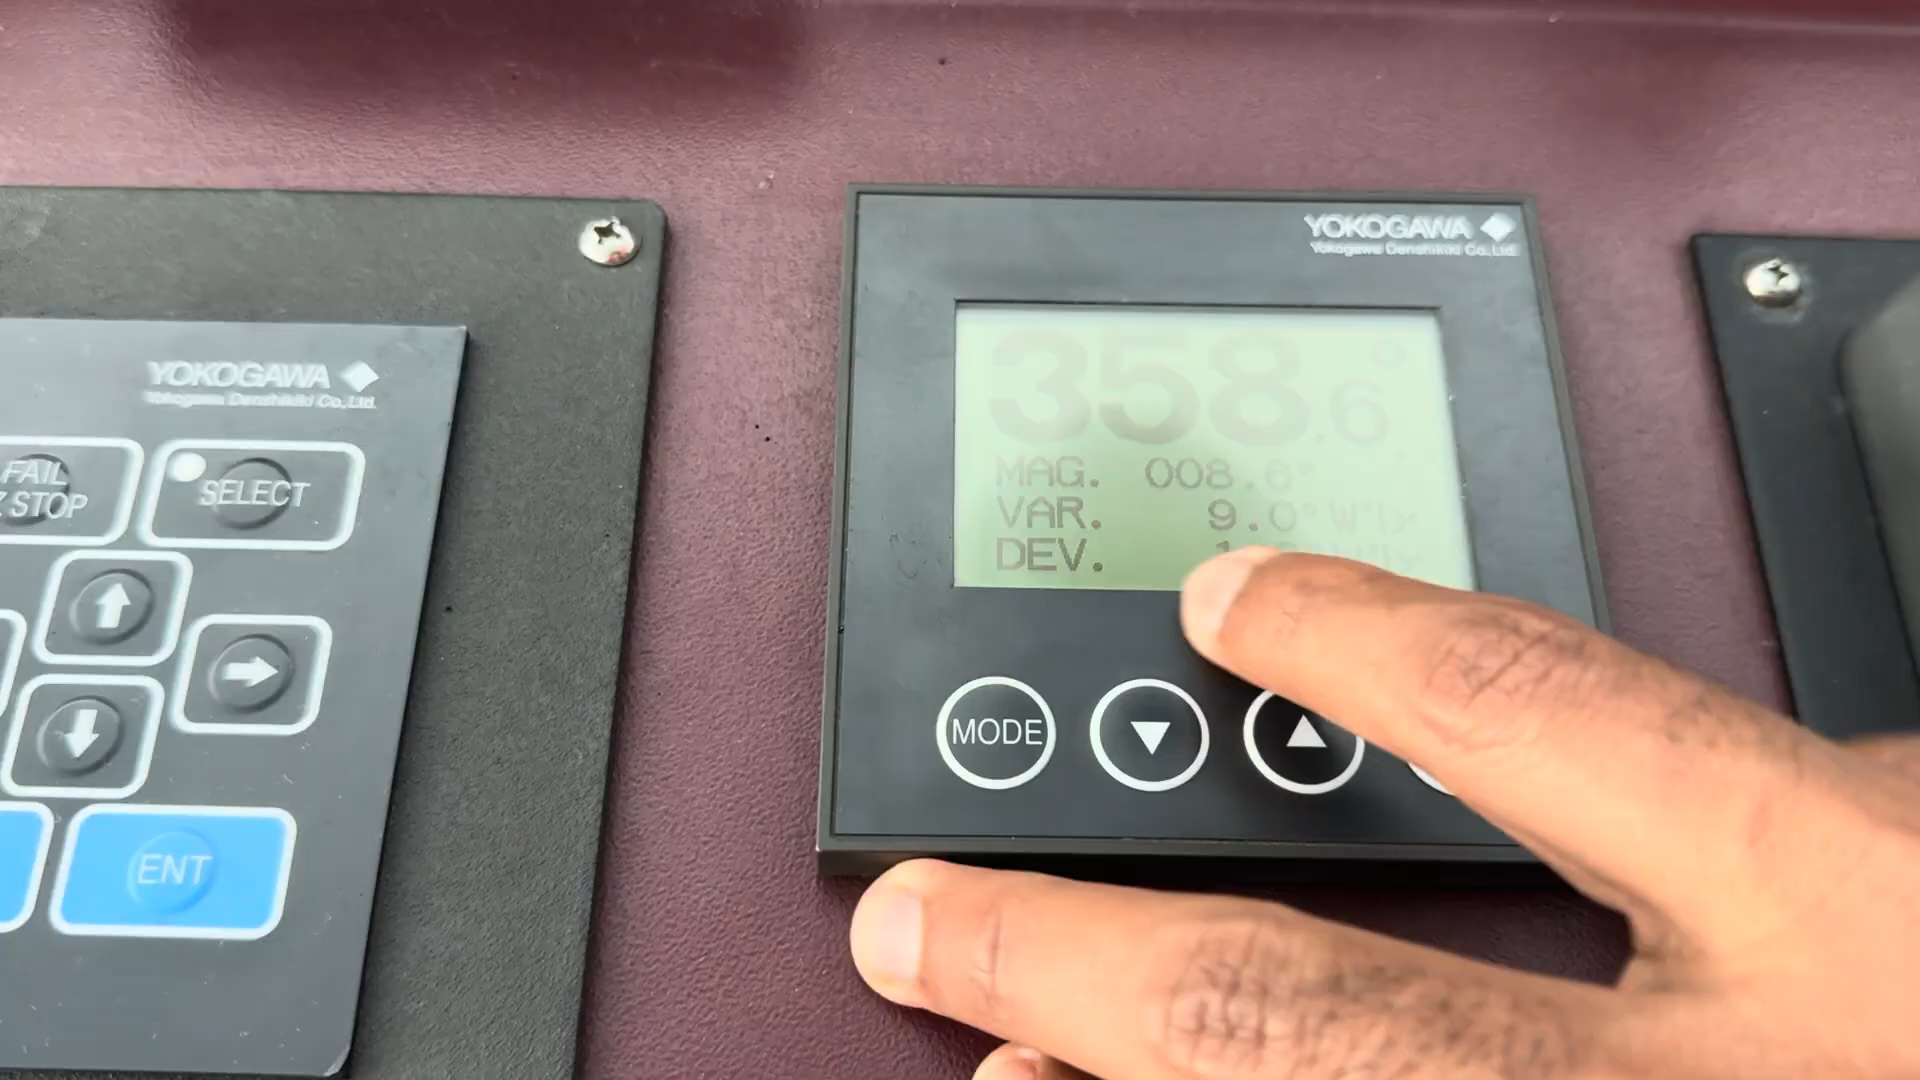 YOKOGAWA
Yokogawa Denshikiki Co.,Ltd.
FAIL
SELECT
STOP
ENT
YOKOGAWA
Yokogawa Denshikiki Co.,Ltd.
358.6°
MAG. 008.6°
VAR. 9.0°W'ly
DEV.
MODE